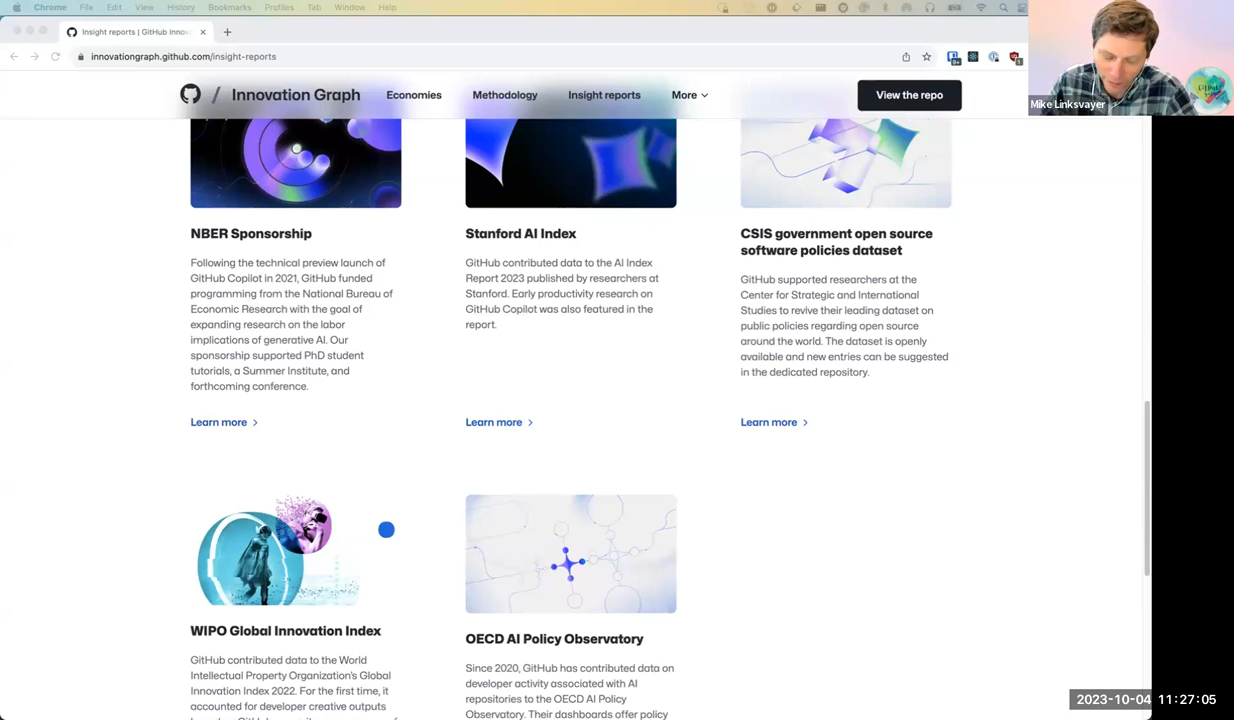 Chrome File Edit View History Bookmarks Profiles Tab Window Help
Insight reports | GitHub Innov
innovationgraph.github.com/insight-reports
9+
1
/ Innovation Graph Economies Methodology Insight reports More View the repo
Mike Linksvayer
NBER Sponsorship
Following the technical preview launch of
GitHub Copilot in 2021, GitHub funded
programming from the National Bureau of
Economic Research with the goal of
expanding research on the labor
implications of generative AI. Our
sponsorship supported PhD student
tutorials, a Summer Institute, and
forthcoming conference.
Learn more
Stanford AI Index
GitHub contributed data to the AI Index
Report 2023 published by researchers at
Stanford. Early productivity research on
GitHub Copilot was also featured in the
report.
Learn more
CSIS government open source
software policies dataset
GitHub supported researchers at the
Center for Strategic and International
Studies to revive their leading dataset on
public policies regarding open source
around the world. The dataset is openly
available and new entries can be suggested
in the dedicated repository.
Learn more
WIPO Global Innovation Index
GitHub contributed data to the World
Intellectual Property Organization's Global
Innovation Index 2022. For the first time, it
accounted for developer creative outputs
OECD AI Policy Observatory
Since 2020, GitHub has contributed data on
developer activity associated with AI
repositories to the OECD AI Policy
Observatory. Their dashboards offer policy
2023-10-04 11:27:05